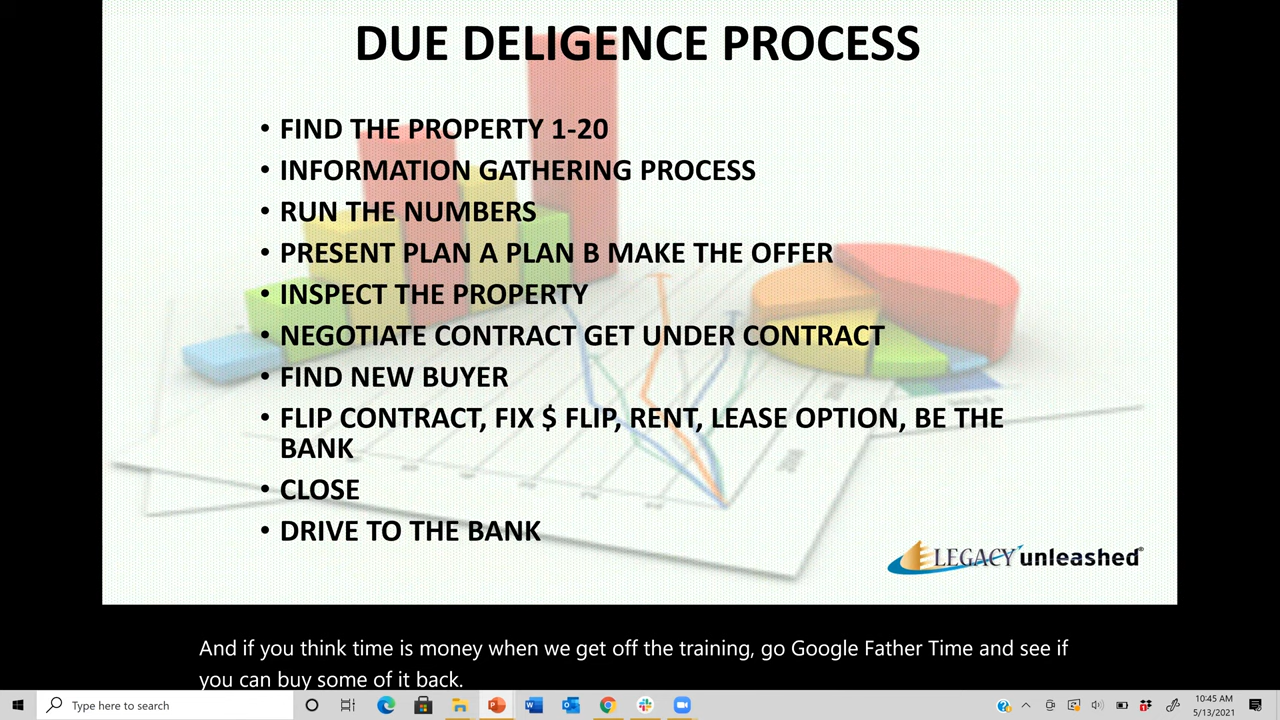 DUE DELIGENCE PROCESS
• FIND THE PROPERTY 1-20
• INFORMATION GATHERING PROCESS
• RUN THE NUMBERS
• PRESENT PLAN A PLAN B MAKE THE OFFER
• INSPECT THE PROPERTY
• NEGOTIATE CONTRACT GET UNDER CONTRACT
• FIND NEW BUYER
• FLIP CONTRACT, FIX $ FLIP, RENT, LEASE OPTION, BE THE
BANK
• CLOSE
• DRIVE TO THE BANK
LEGACY unleashed®
And if you think time is money when we get off the training, go Google Father Time and see if
you can buy some of it back.
Type here to search
10:45 AM
5/13/2021